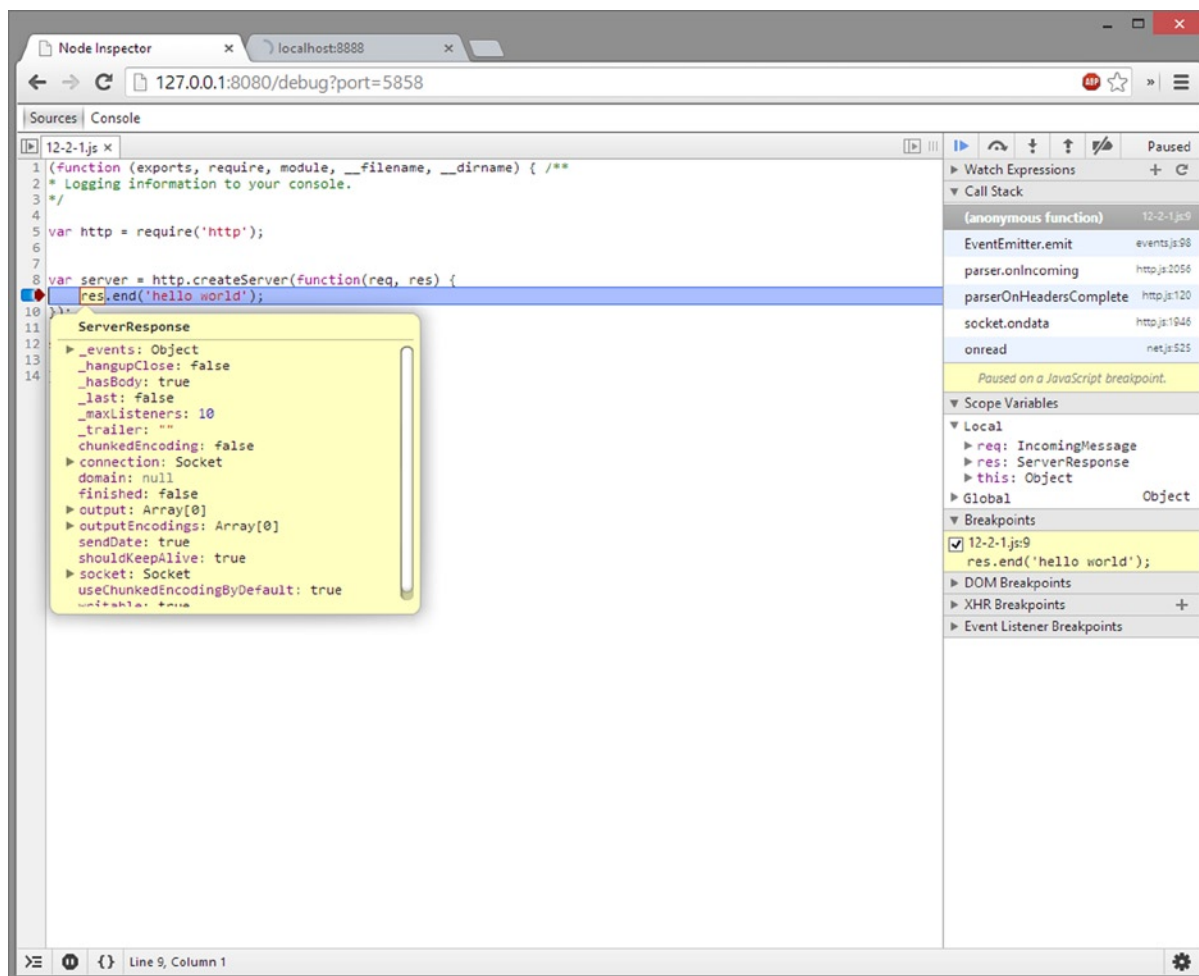 Node Inspector × localhost:8888 ×
127.0.0.1:8080/debug?port=5858
ABP
»
Sources Console
12-2-1.js ×
1 (function (exports, require, module, __filename, __dirname) { /**
2 * Logging information to your console.
3 */
4
5 var http = require('http');
6
7
8 var server = http.createServer(function(req, res) {
res.end('hello world');
10 });
11
12
13
14
ServerResponse
_events: Object
_hangupClose: false
_hasBody: true
_last: false
_maxListeners: 10
_trailer: ""
chunkedEncoding: false
connection: Socket
domain: null
finished: false
output: Array[0]
outputEncodings: Array[0]
sendDate: true
shouldKeepAlive: true
socket: Socket
useChunkedEncodingByDefault: true
writable: true
Paused
Watch Expressions + C
Call Stack
(anonymous function) 12-2-1.js:9
EventEmitter.emit events.js:98
parser.onIncoming http.js:2056
parserOnHeadersComplete http.js:120
socket.ondata http.js:1946
onread net.js:525
Paused on a JavaScript breakpoint.
Scope Variables
Local
req: IncomingMessage
res: ServerResponse
this: Object
Global Object
Breakpoints
12-2-1.js:9
res.end('hello world');
DOM Breakpoints
XHR Breakpoints +
Event Listener Breakpoints
{} Line 9, Column 1